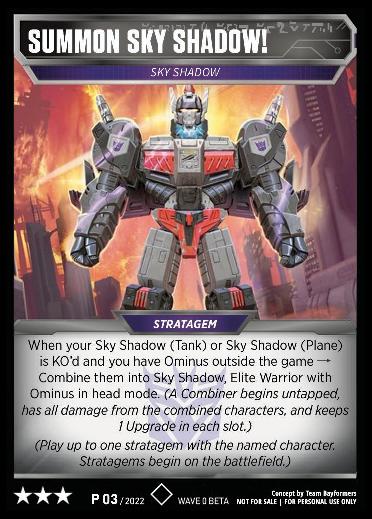 SUMMON SKY SHADOW!
SKY SHADOW
STRATAGEM
When your Sky Shadow (Tank) or Sky Shadow (Plane)
is KO'd and you have Ominus outside the game →
Combine them into Sky Shadow, Elite Warrior with
Ominus in head mode. (A Combiner begins untapped,
has all damage from the combined characters, and keeps
1 Upgrade in each slot.)
(Play up to one stratagem with the named character.
Stratagems begin on the battlefield.)
★★★ P 03 / 2022 WAVE 0 BETA
Concept by Team Bayformers
NOT FOR SALE | FOR PERSONAL USE ONLY